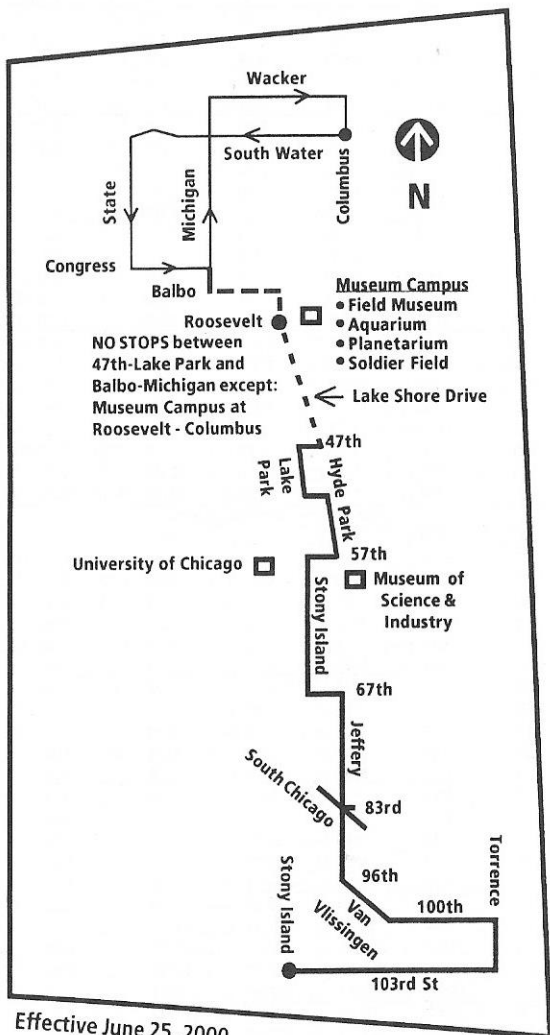 Wacker
South Water
Columbus
State
Michigan
N
Congress
Balbo
Museum Campus
• Field Museum
• Aquarium
• Planetarium
• Soldier Field
Roosevelt
NO STOPS between
47th-Lake Park and
Balbo-Michigan except:
Museum Campus at
Roosevelt - Columbus
Lake Shore Drive
47th
Lake
Park
Hyde Park
57th
University of Chicago
Museum of
Science &
Industry
Stony Island
67th
Jeffery
South Chicago
83rd
96th
Van
Vlissingen
100th
Torrence
Stony Island
103rd St
Effective June 25, 2000